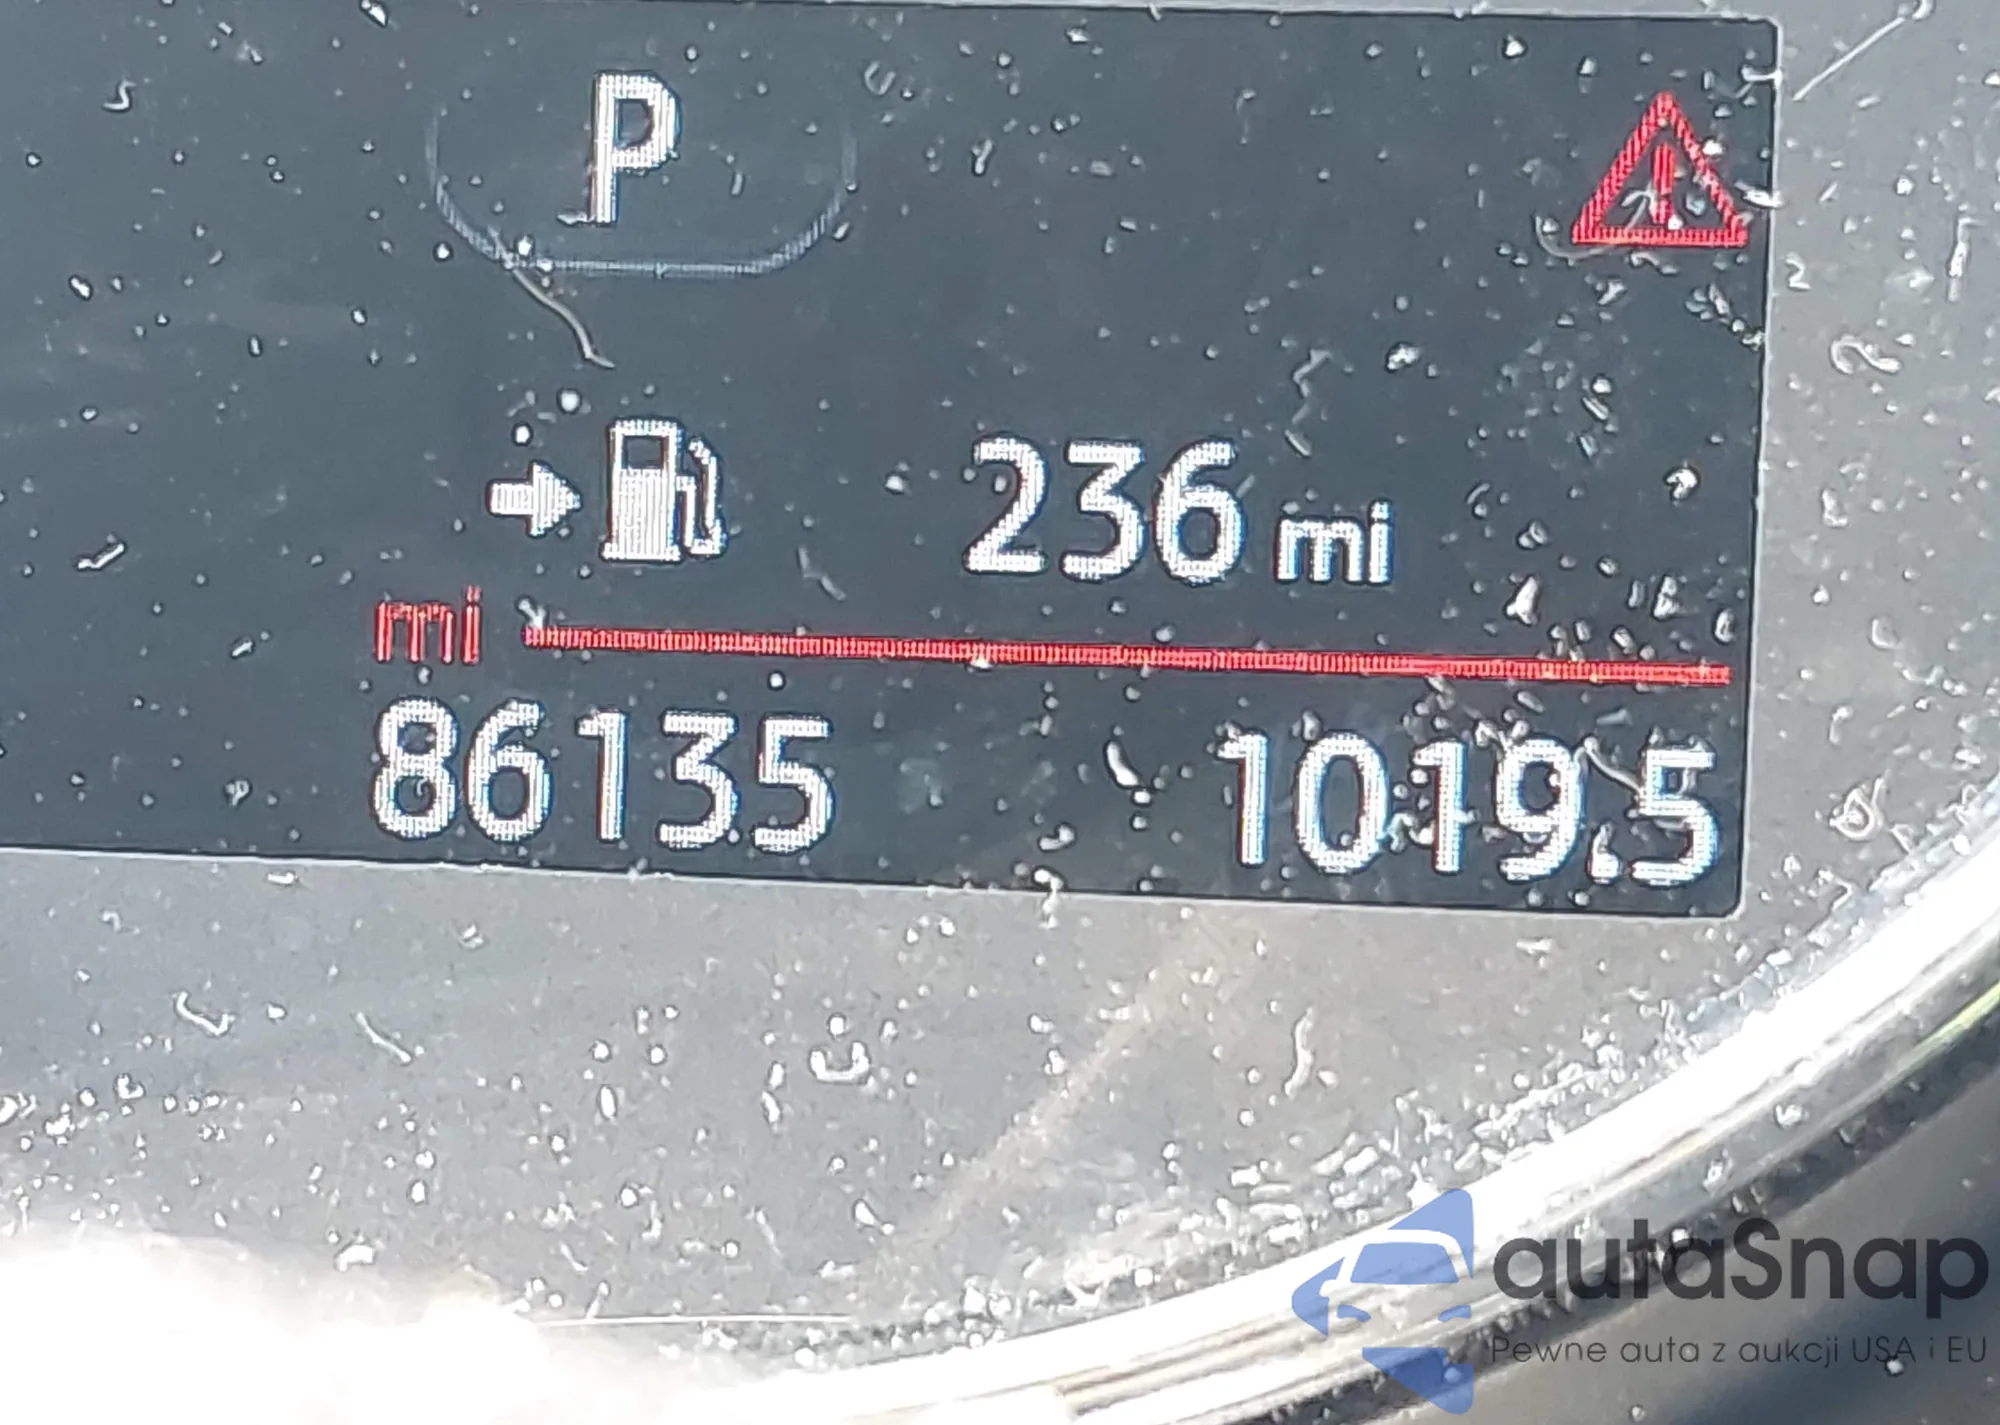 P
236 mi
mi
86135 1019.5
autaSnap
Pewne auta z aukcji USA i EU